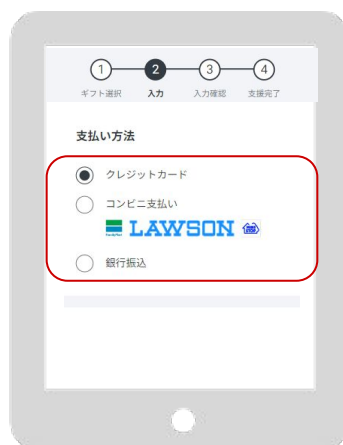 1 2 3 4
ギフト選択 入力 入力確認 支援完了
支払い方法
クレジットカード
コンビニ支払い
FamilyMart LAWSON
銀行振込